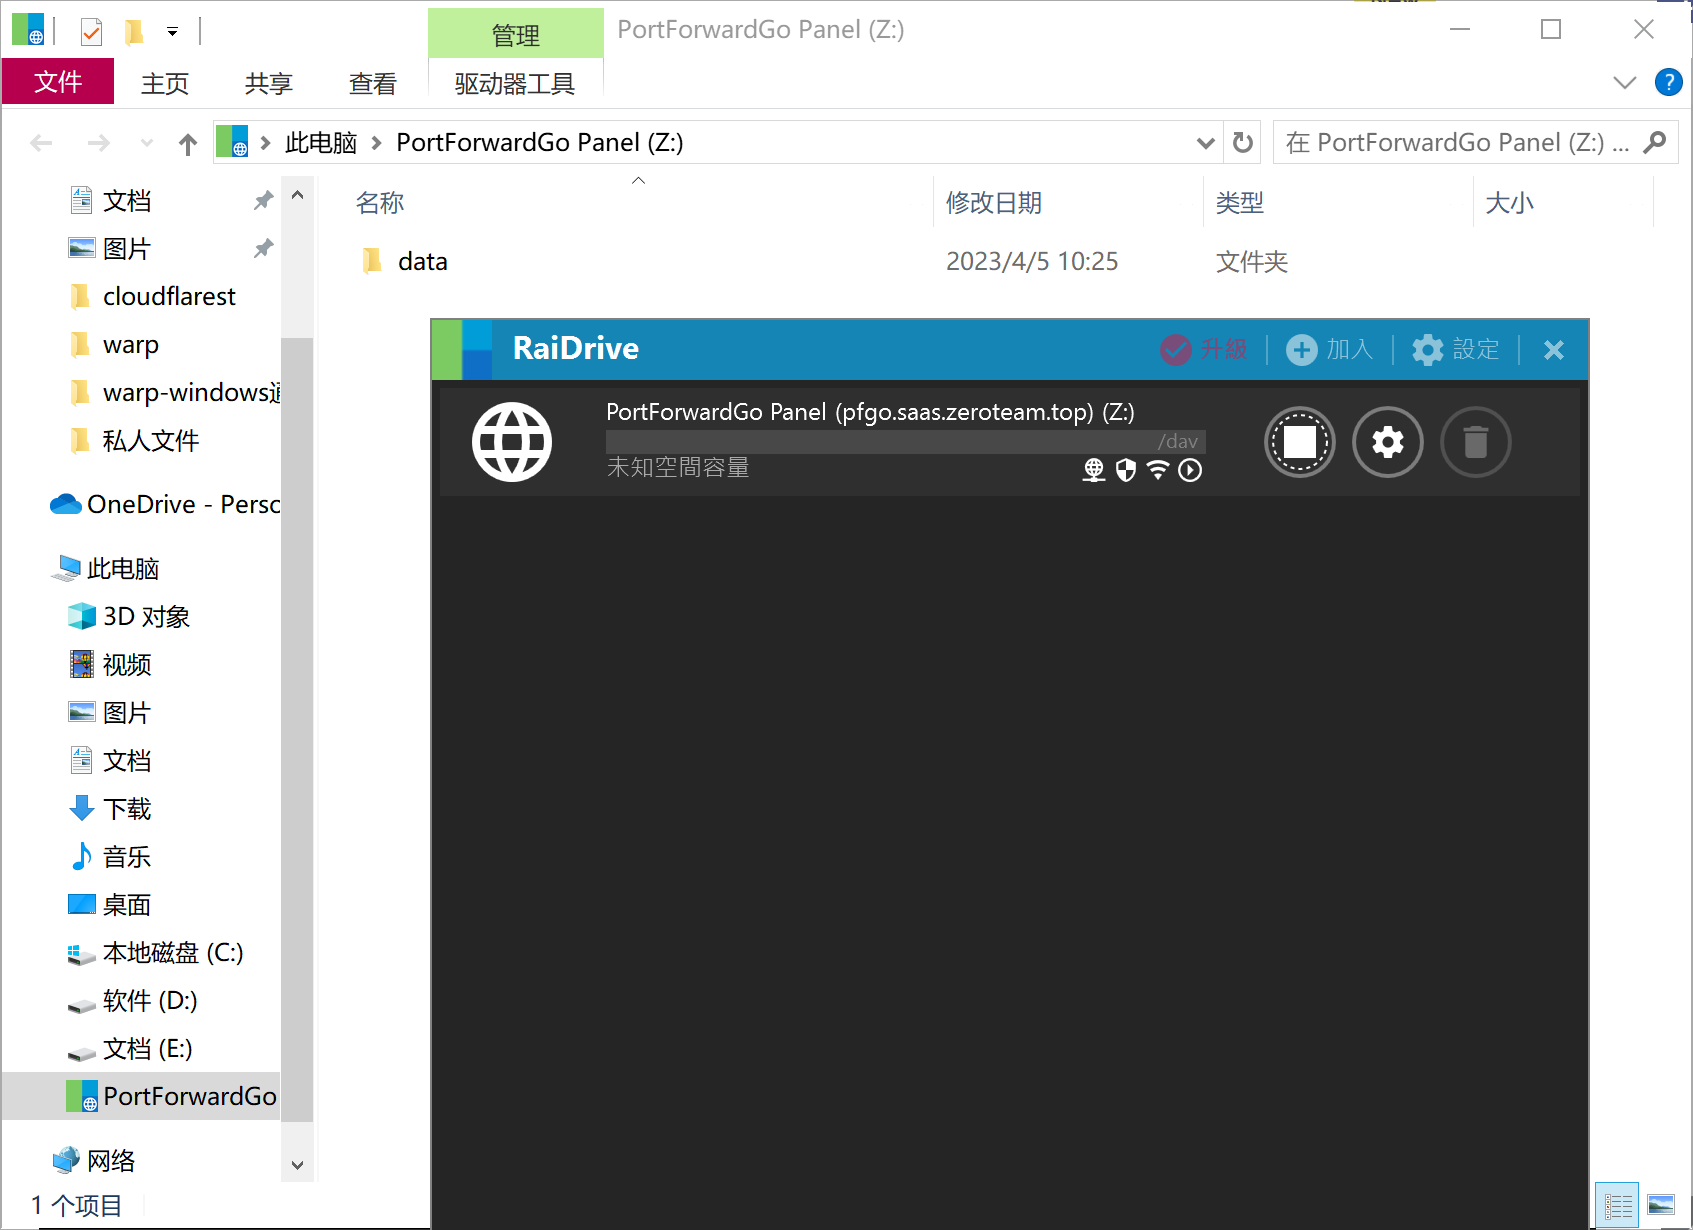 管理
PortForwardGo Panel (Z:)
文件
主页
共享
查看
驱动器工具
此电脑
PortForwardGo Panel (Z:)
在 PortForwardGo Panel (Z:) ...
名称
修改日期
类型
大小
data
2023/4/5 10:25
文件夹
文档
图片
cloudflarest
warp
warp-windows
私人文件
OneDrive - Perso
此电脑
3D 对象
视频
图片
文档
下载
音乐
桌面
本地磁盘 (C:)
软件 (D:)
文档 (E:)
PortForwardGo
网络
1 个项目
RaiDrive
升級
加入
設定
PortForwardGo Panel (pfgo.saas.zeroteam.top) (Z:)
/dav
未知空間容量